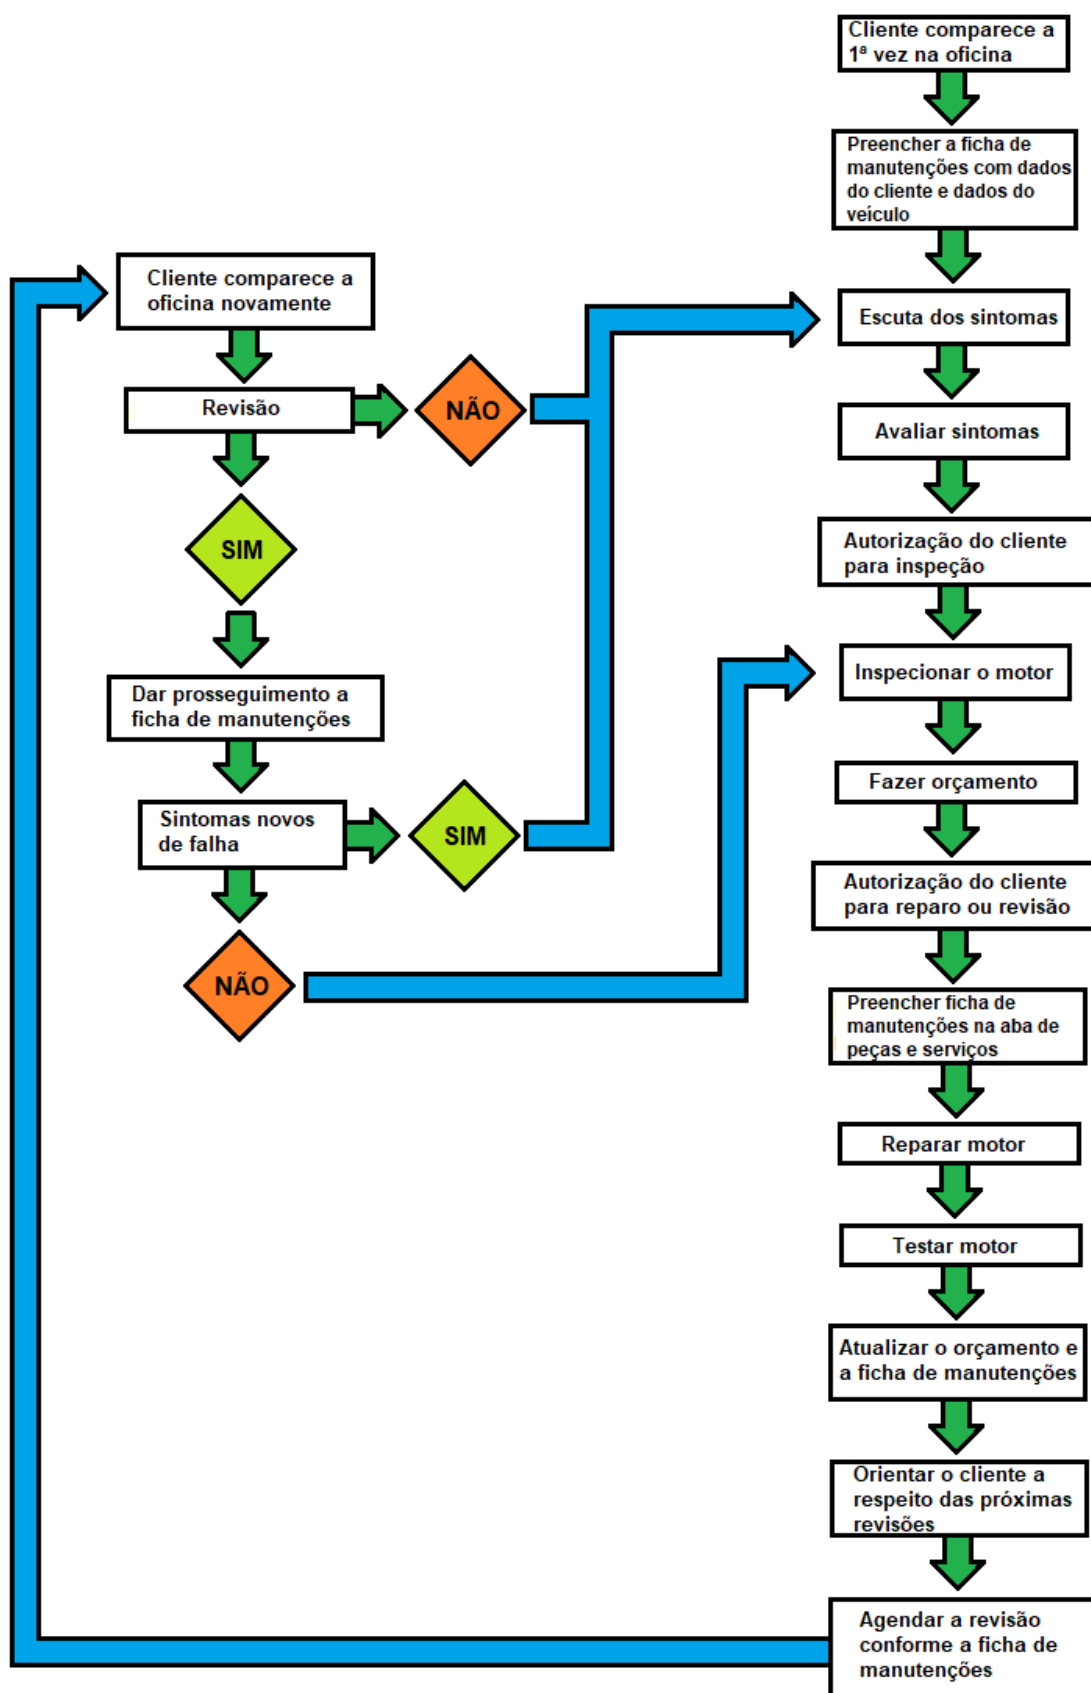 Cliente comparece a
1ª vez na oficina
Preencher a ficha de
manutenções com dados
do cliente e dados do
veículo
Cliente comparece a
oficina novamente
Revisão
NÃO
SIM
Dar prosseguimento a
ficha de manutenções
Sintomas novos
de falha
SIM
NÃO
Escuta dos sintomas
Avaliar sintomas
Autorização do cliente
para inspeção
Inspecionar o motor
Fazer orçamento
Autorização do cliente
para reparo ou revisão
Preencher ficha de
manutenções na aba de
peças e serviços
Reparar motor
Testar motor
Atualizar o orçamento e
a ficha de manutenções
Orientar o cliente a
respeito das próximas
revisões
Agendar a revisão
conforme a ficha de
manutenções